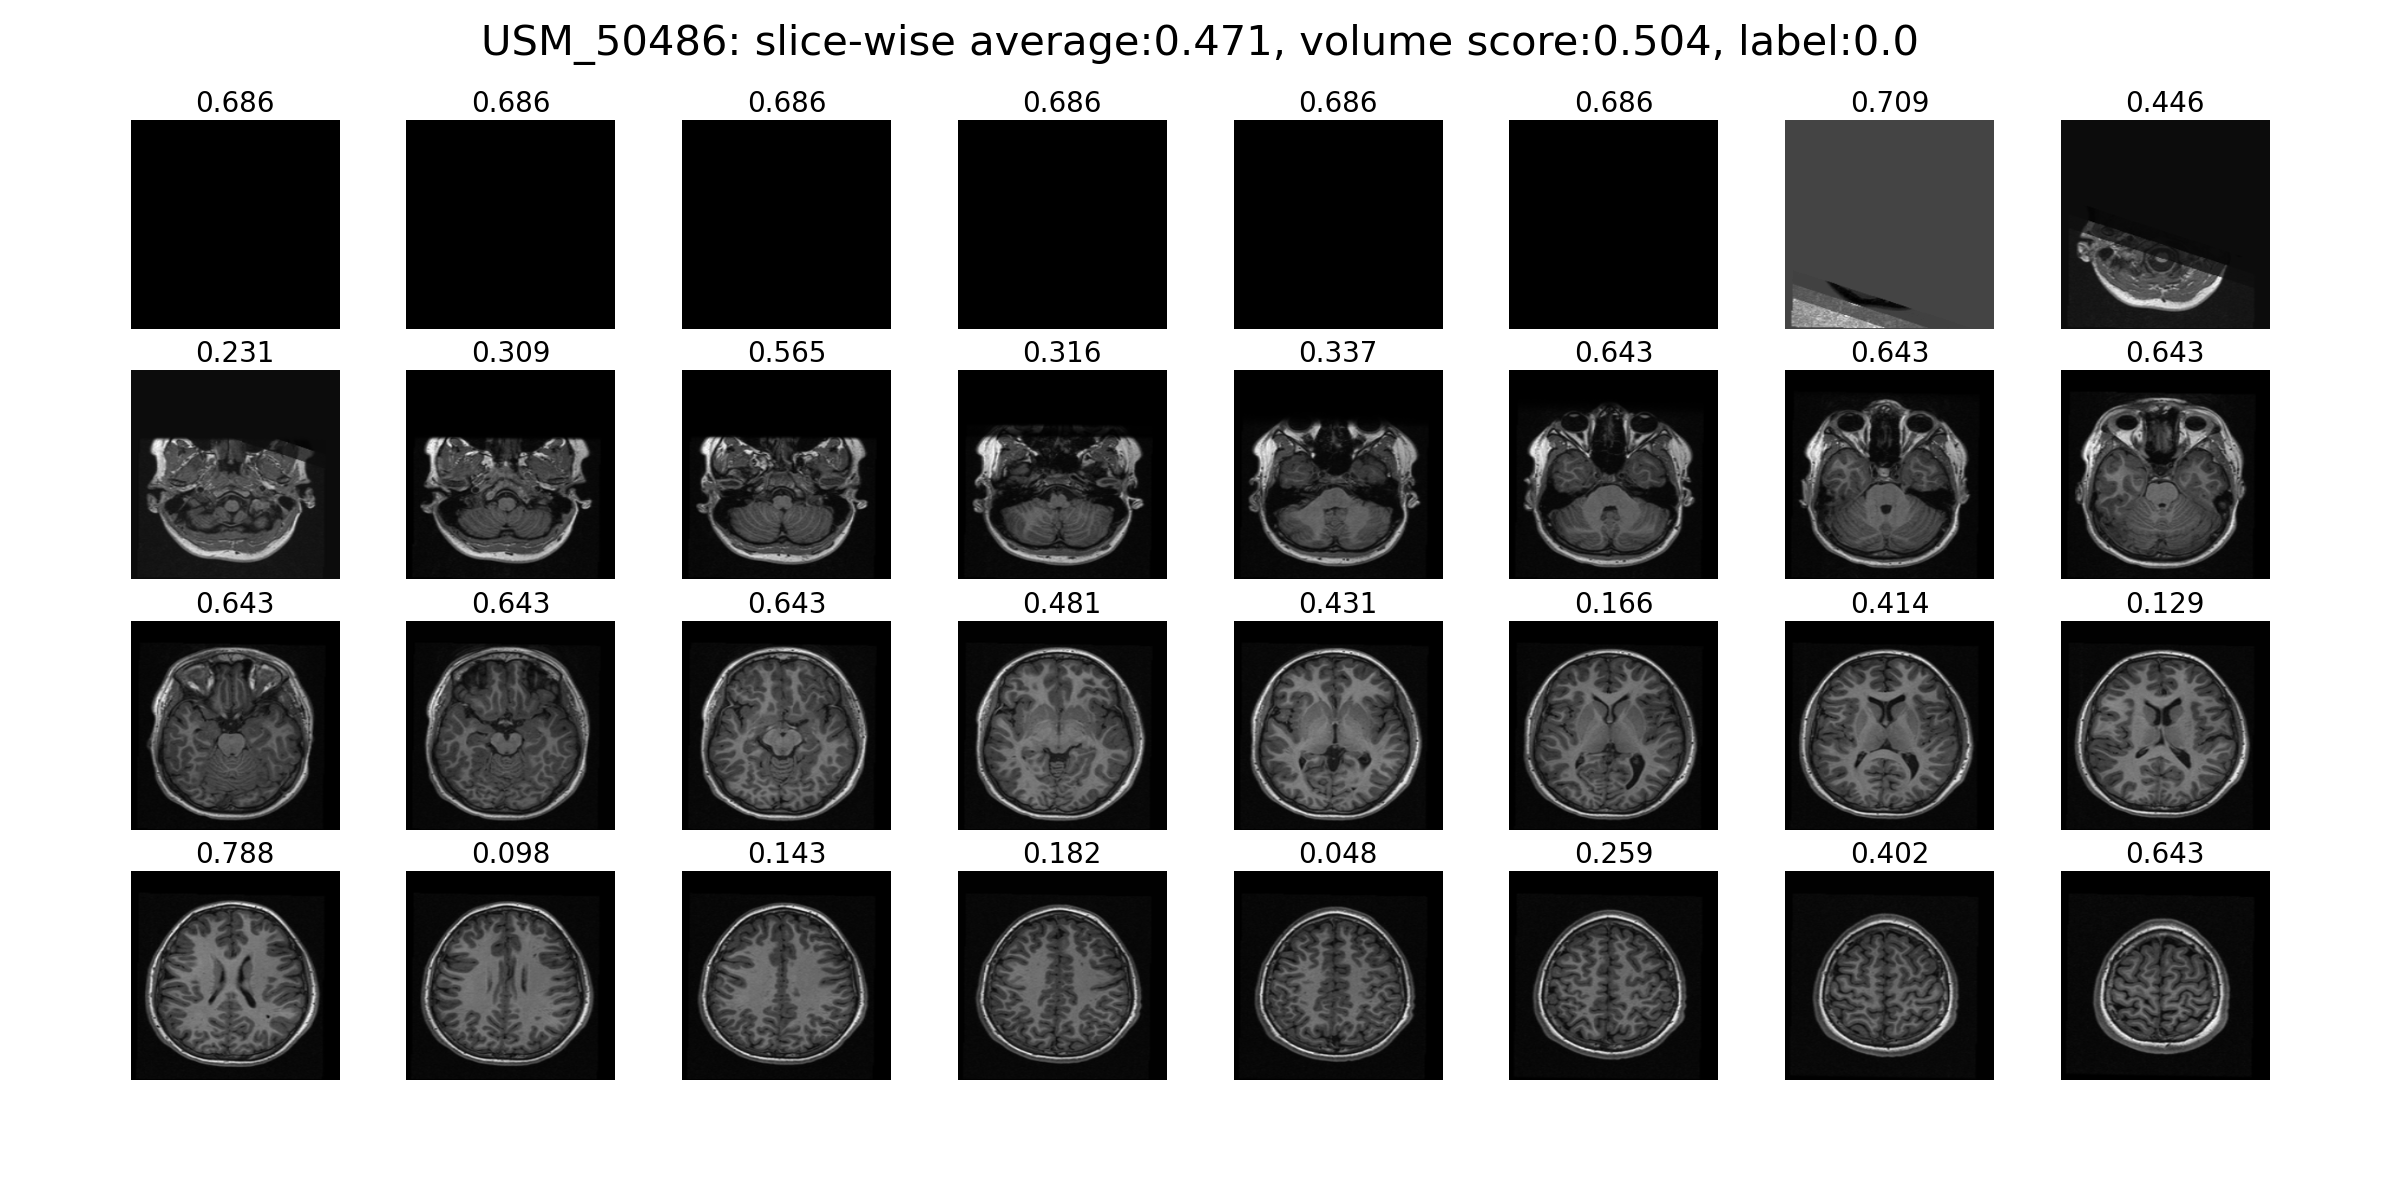 USM_50486: slice-wise average:0.471, volume score:0.504, label:0.0
0.686 0.686 0.686 0.686 0.686 0.686 0.709 0.446
0.231 0.309 0.565 0.316 0.337 0.643 0.643 0.643
0.643 0.643 0.643 0.481 0.431 0.166 0.414 0.129
0.788 0.098 0.143 0.182 0.048 0.259 0.402 0.643